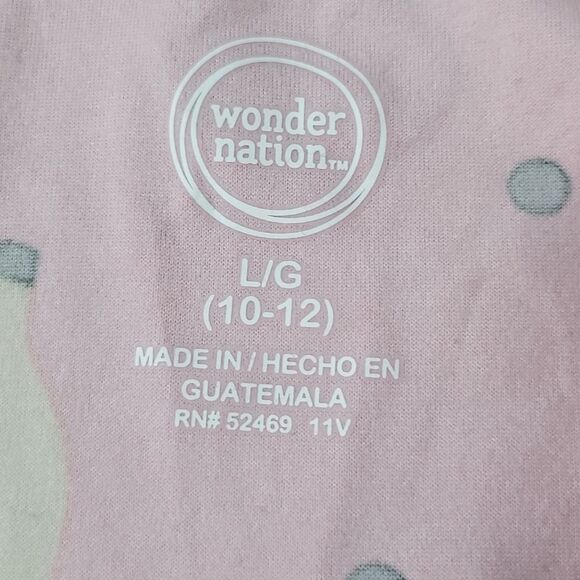 wonder
nation™
L/G
(10-12)
MADE IN / HECHO EN
GUATEMALA
RN# 52469 11V